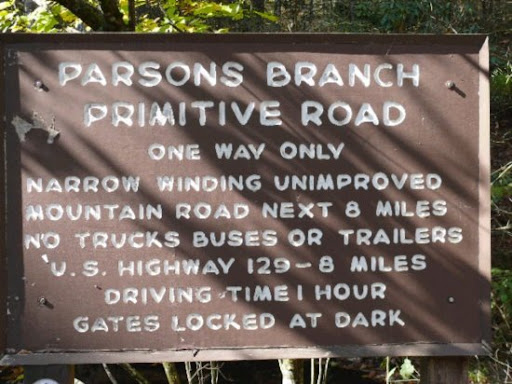 PARSONS BRANCH
PRIMITIVE ROAD
ONE WAY ONLY
NARROW WINDING UNIMPROVED
MOUNTAIN ROAD NEXT 8 MILES
NO TRUCKS BUSES OR TRAILERS
U.S. HIGHWAY 129-8 MILES
DRIVING TIME 1 HOUR
GATES LOCKED AT DARK